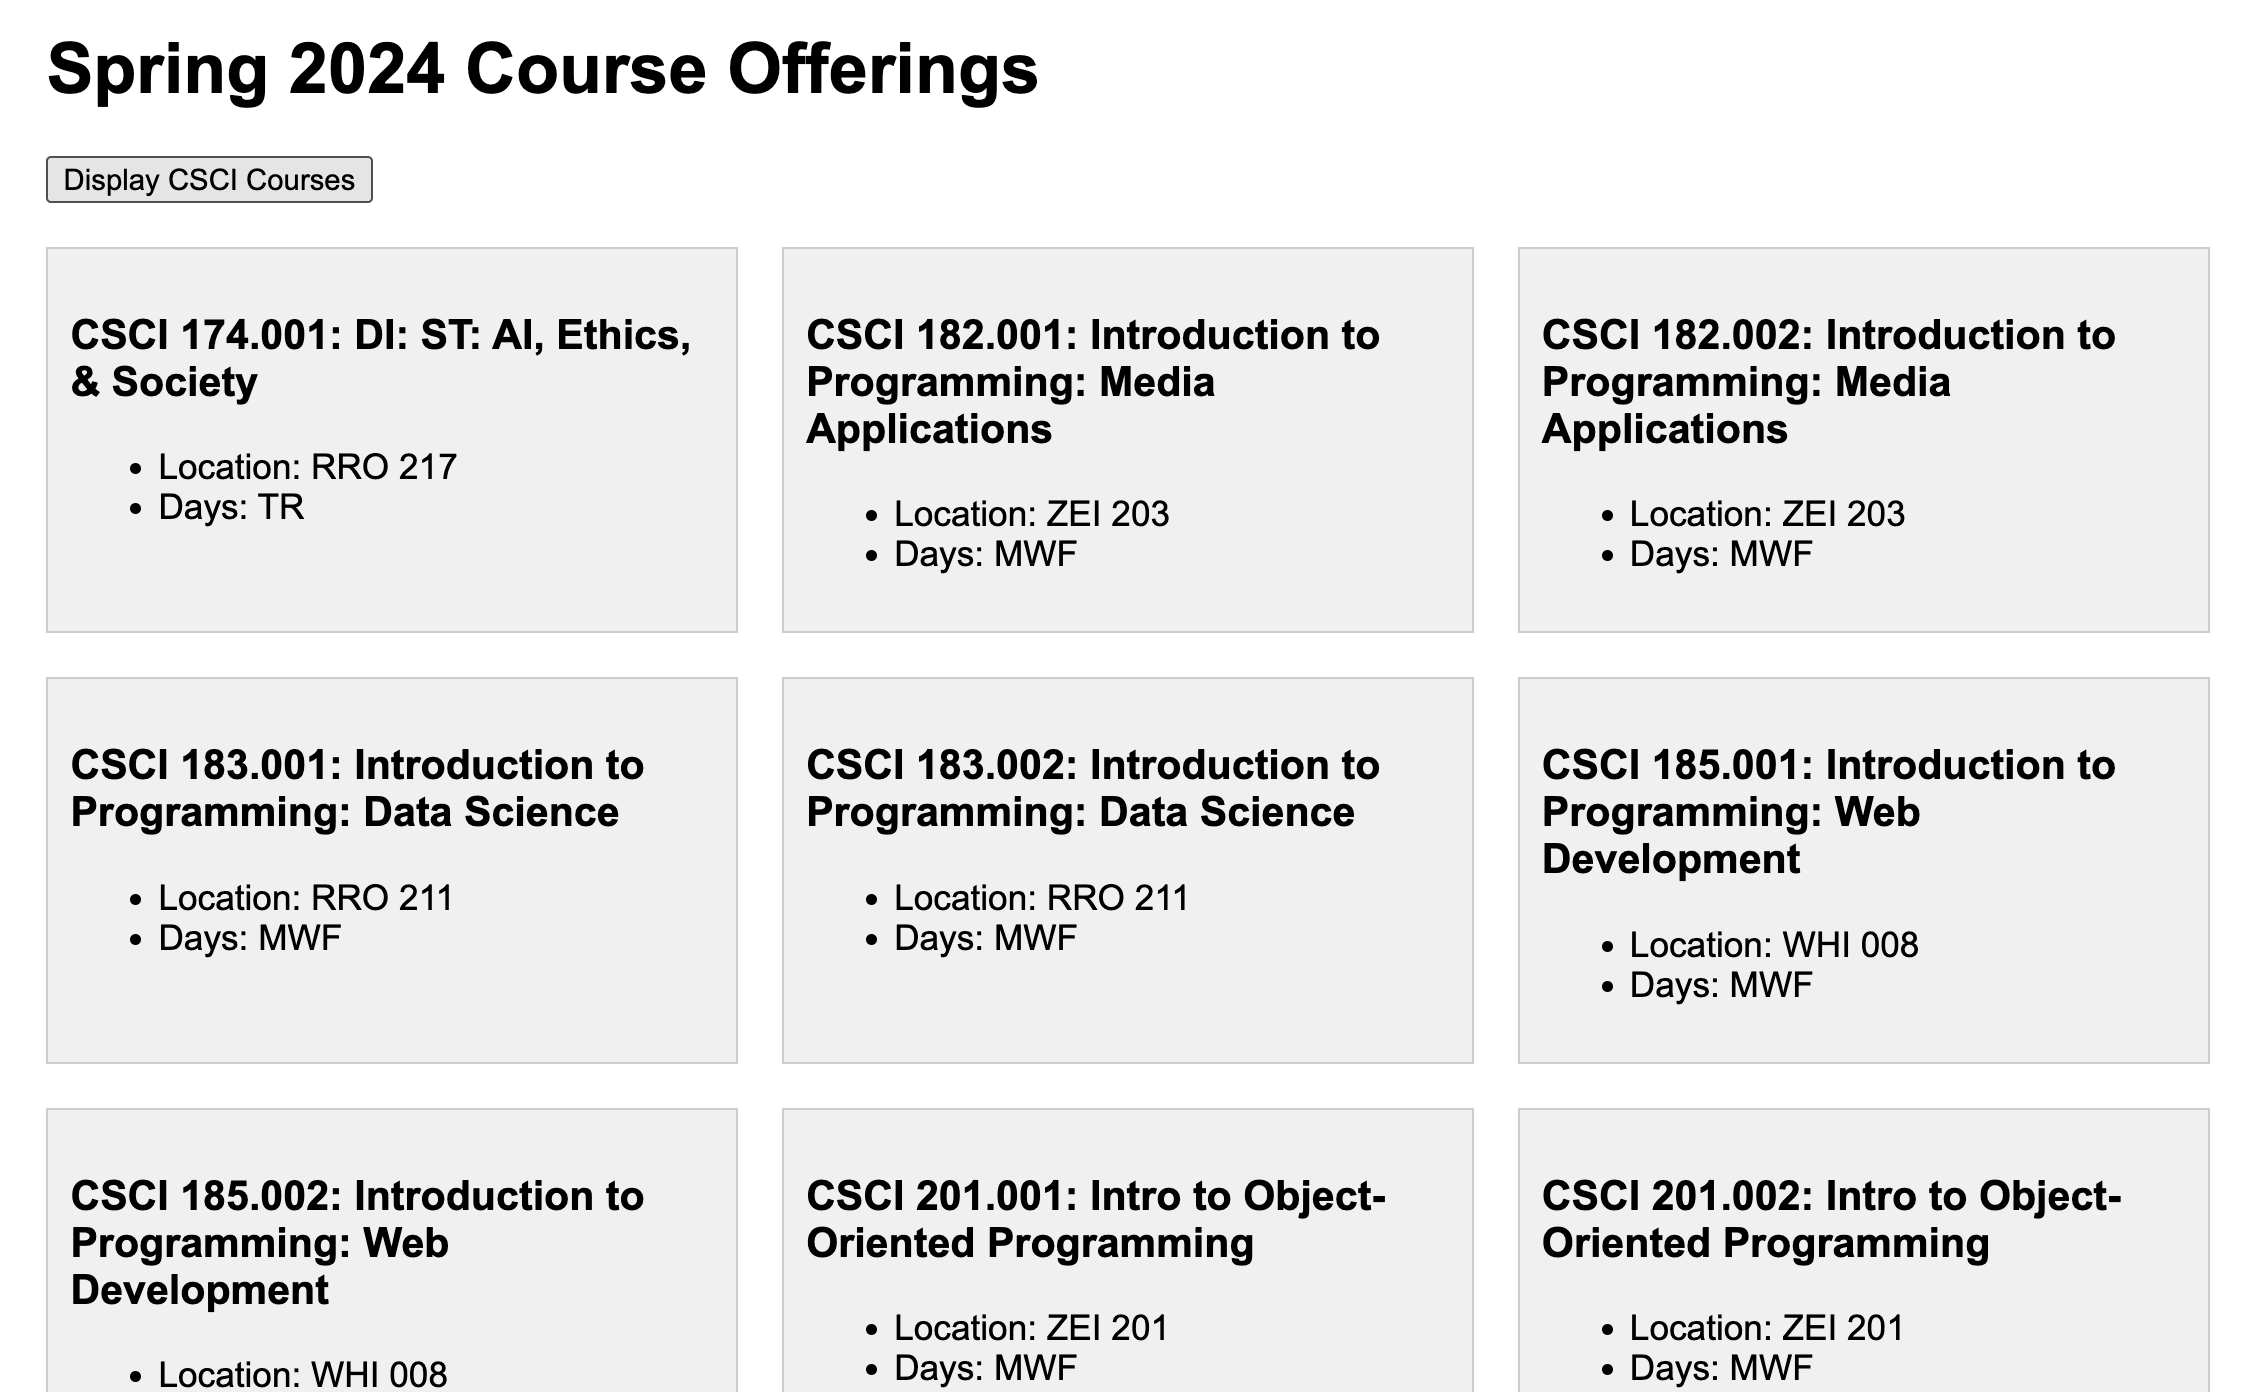 Spring 2024 Course Offerings
Display CSCI Courses
CSCI 174.001: DI: ST: AI, Ethics,
& Society
• Location: RRO 217
• Days: TR
CSCI 182.001: Introduction to
Programming: Media
Applications
• Location: ZEI 203
• Days: MWF
CSCI 182.002: Introduction to
Programming: Media
Applications
• Location: ZEI 203
• Days: MWF
CSCI 183.001: Introduction to
Programming: Data Science
• Location: RRO 211
• Days: MWF
CSCI 183.002: Introduction to
Programming: Data Science
• Location: RRO 211
• Days: MWF
CSCI 185.001: Introduction to
Programming: Web
Development
• Location: WHI 008
• Days: MWF
CSCI 185.002: Introduction to
Programming: Web
Development
• Location: WHI 008
CSCI 201.001: Intro to Object-
Oriented Programming
• Location: ZEI 201
• Days: MWF
CSCI 201.002: Intro to Object-
Oriented Programming
• Location: ZEI 201
• Days: MWF